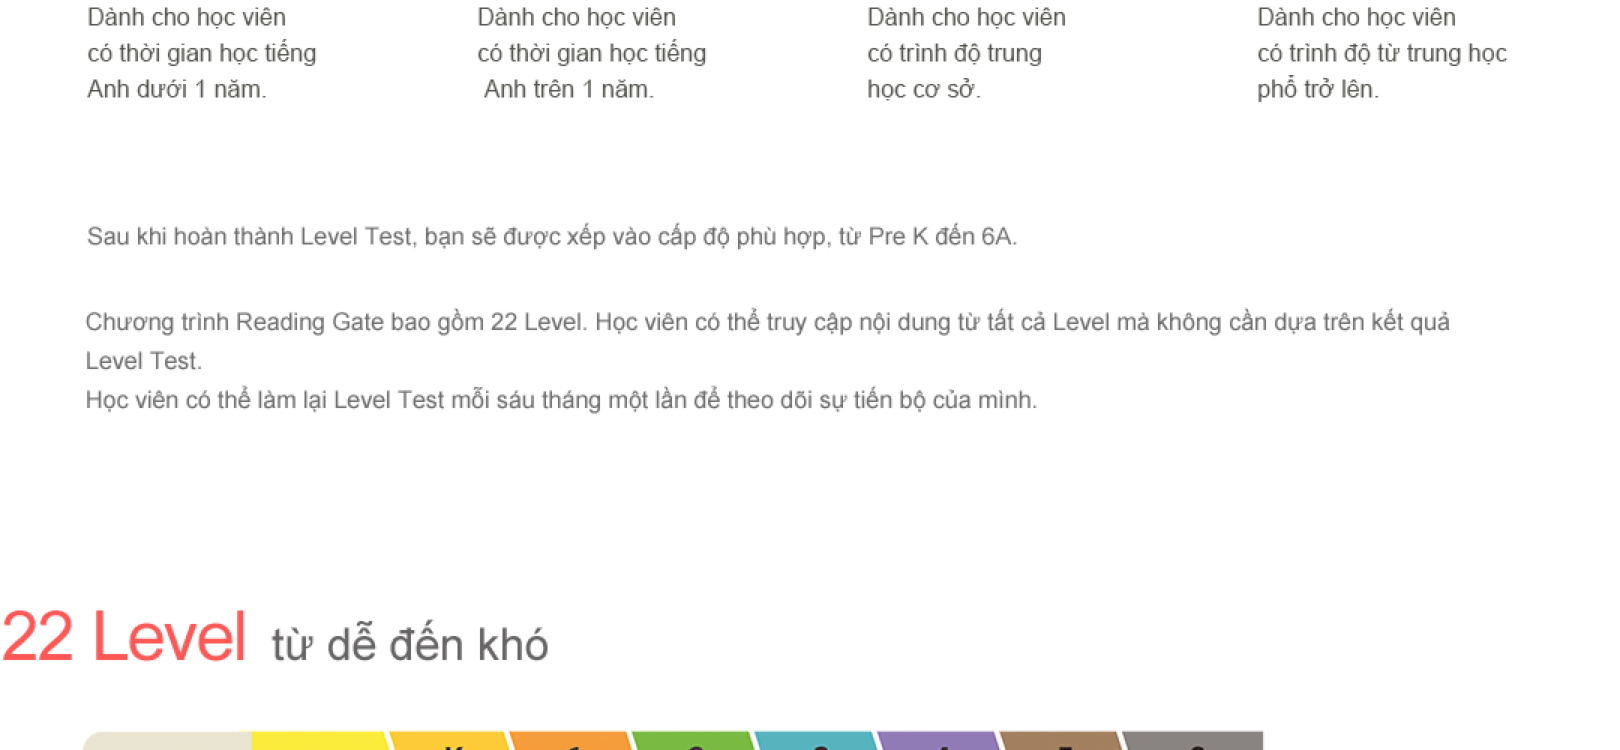 Dành cho học viên
có thời gian học tiếng
Anh dưới 1 năm.
Dành cho học viên
có thời gian học tiếng
Anh trên 1 năm.
Dành cho học viên
có trình độ trung
học cơ sở.
Dành cho học viên
có trình độ từ trung học
phổ trở lên.
Sau khi hoàn thành Level Test, bạn sẽ được xếp vào cấp độ phù hợp, từ Pre K đến 6A.
Chương trình Reading Gate bao gồm 22 Level. Học viên có thể truy cập nội dung từ tất cả Level mà không cần dựa trên kết quả
Level Test.
Học viên có thể làm lại Level Test mỗi sáu tháng một lần để theo dõi sự tiến bộ của mình.
22 Level từ dễ đến khó